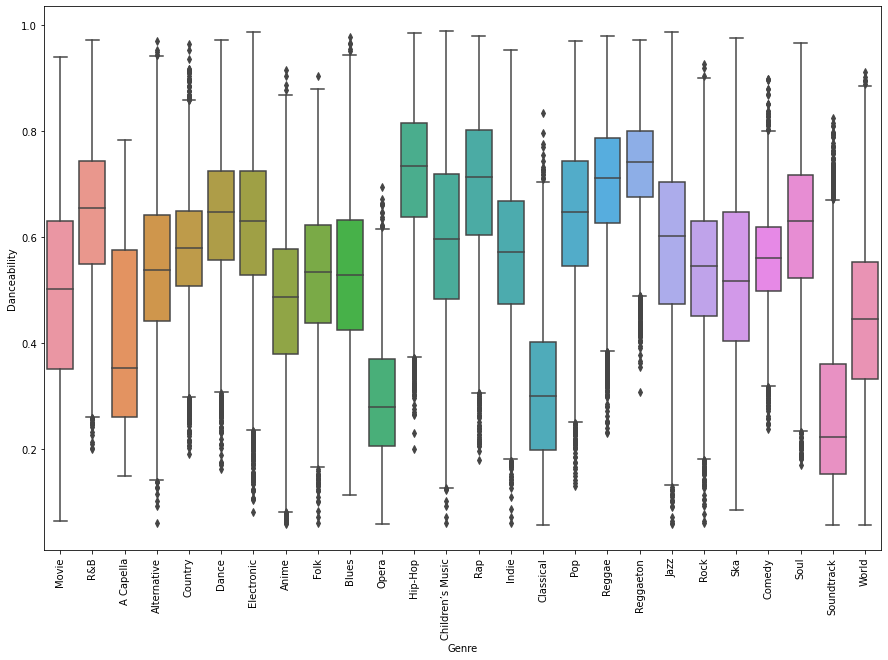 1.0
0.8
0.6
0.4
0.2
Danceability
Movie
R&B
A Capella
Alternative
Country
Dance
Electronic
Anime
Folk
Blues
Opera
Hip-Hop
Children's Music
Rap
Indie
Classical
Pop
Reggae
Reggaeton
Jazz
Rock
Ska
Comedy
Soul
Soundtrack
World
Genre